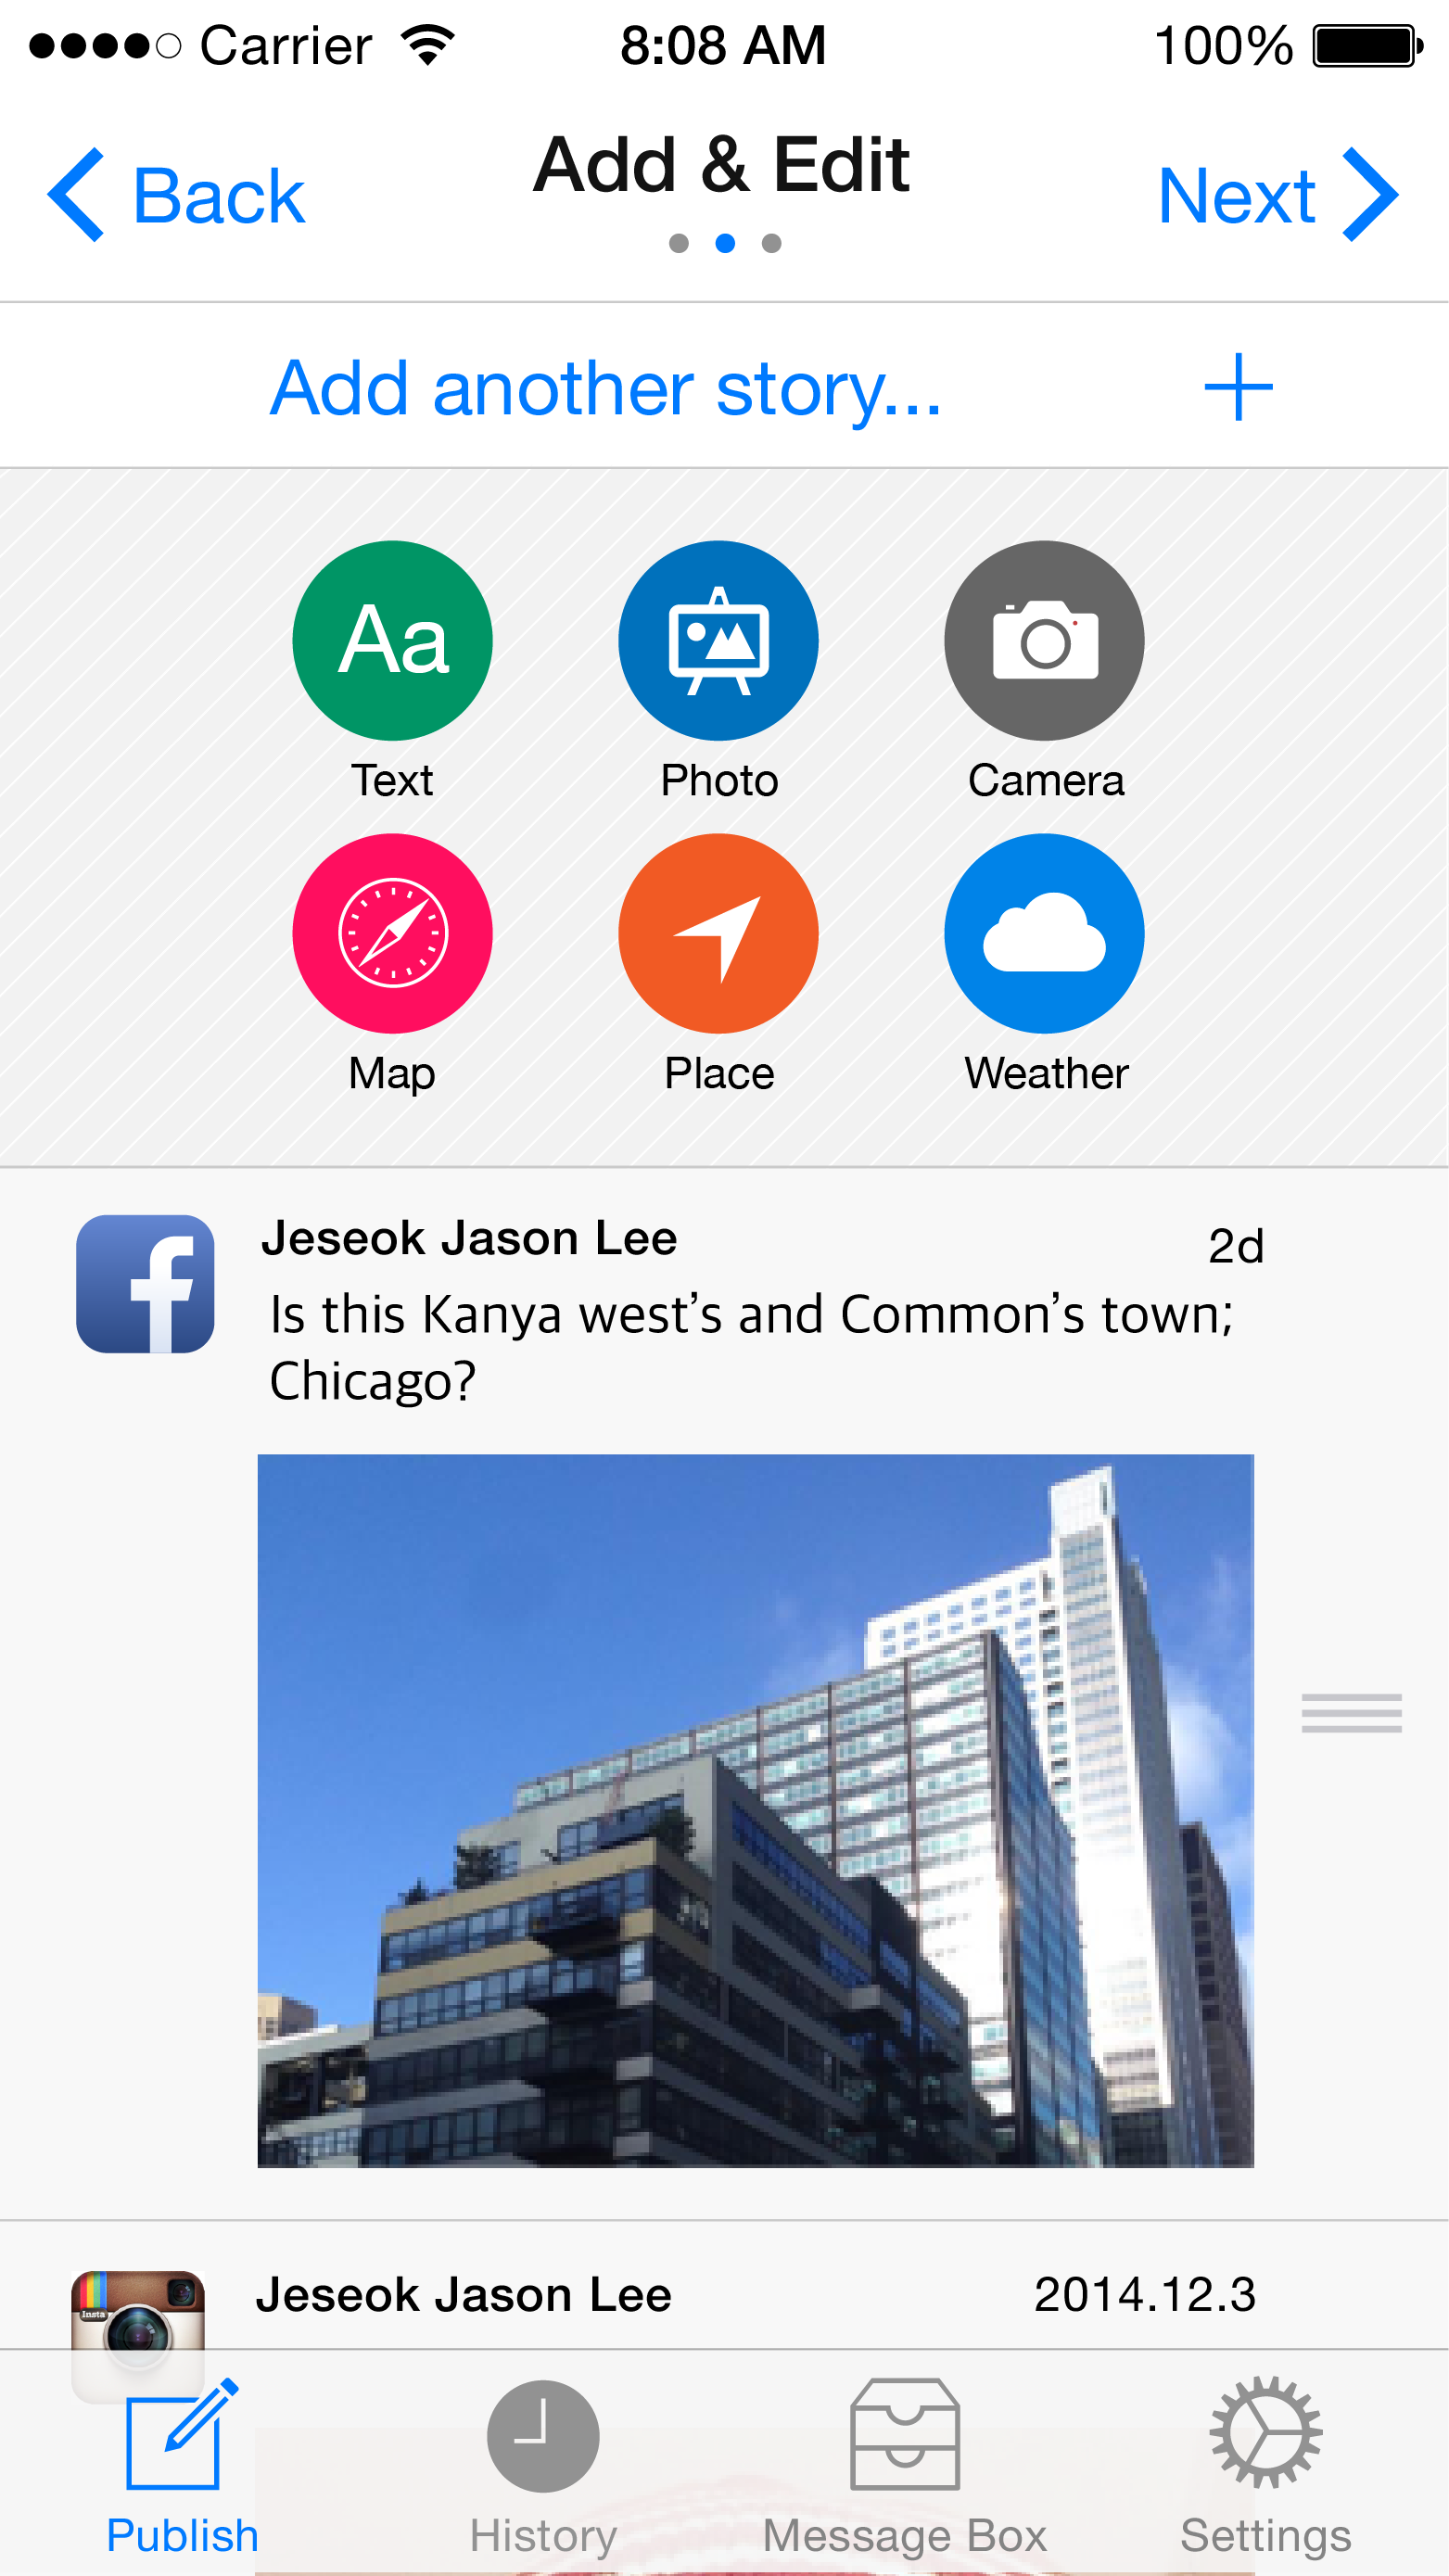 Carrier 8:08 AM 100%
Back Add & Edit Next
Add another story...
Aa
Text Photo Camera
Map Place Weather
f
Jeseok Jason Lee 2d
Is this Kanya west’s and Common’s town;
Chicago?
Insta
Jeseok Jason Lee 2014.12.3
Publish History Message Box Settings